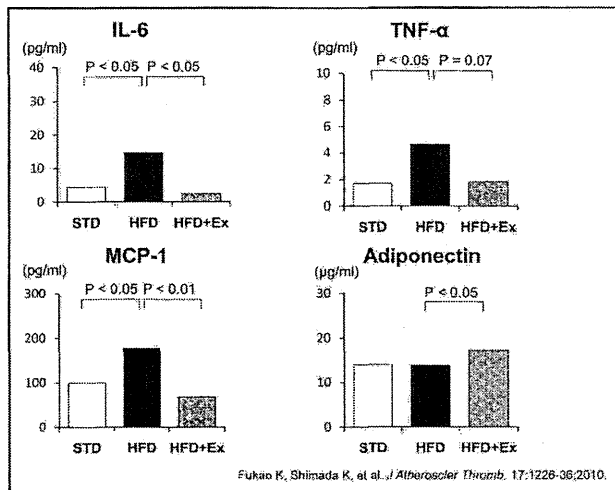 IL-6
(pg/ml)
P < 0.05 P < 0.05
40
30
20
10
0
STD HFD HFD+Ex
TNF-α
(pg/ml)
P < 0.05 P = 0.07
10
8
6
4
2
0
STD HFD HFD+Ex
MCP-1
(pg/ml)
P < 0.05 P < 0.01
300
200
100
0
STD HFD HFD+Ex
Adiponectin
(μg/ml)
P < 0.05
30
20
10
0
STD HFD HFD+Ex
Fukao K, Shimada K, et al. J Atheroscler Thromb, 17:1226-36;2010.